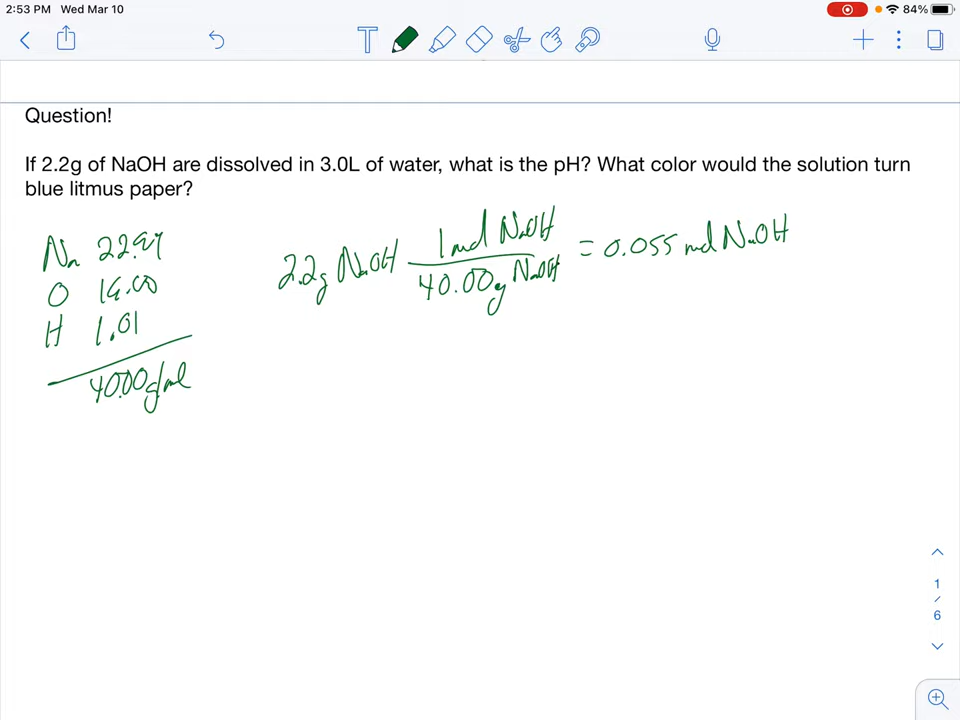 2:53 PM Wed Mar 10
84%
T
Question!
If 2.2g of NaOH are dissolved in 3.0L of water, what is the pH? What color would the solution turn
blue litmus paper?
Na 22.99
O 16.00
H 1.01
40.00g/mol
2.2g NaOH 1 mol NaOH / 40.00g NaOH = 0.055 mol NaOH
1
/
6